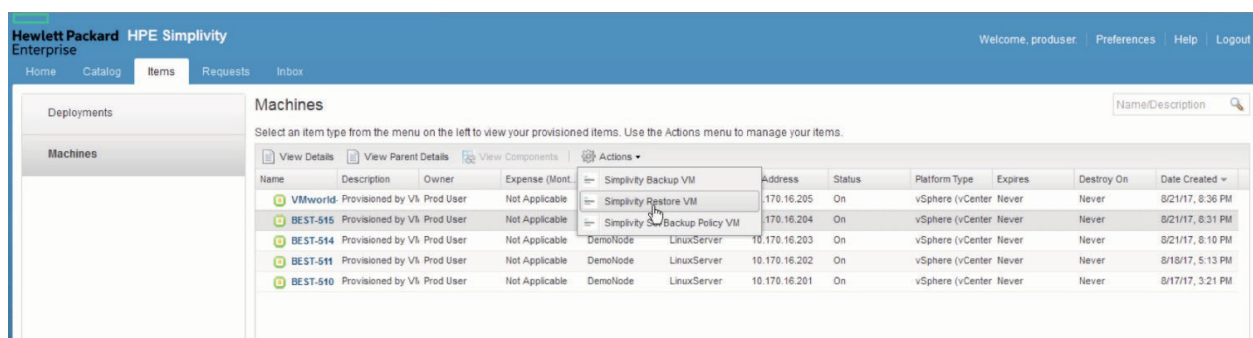 Hewlett Packard
Enterprise
HPE Simplivity
Welcome, produser. Preferences Help Logout
Home Catalog Items Requests Inbox
Deployments
Machines
Machines
Name/Description
Select an item type from the menu on the left to view your provisioned items. Use the Actions menu to manage your items.
View Details View Parent Details View Components Actions
Simplivity Backup VM
Simplivity Restore VM
Simplivity Backup Policy VM
Name Description Owner Expense (Mont... Address Status Platform Type Expires Destroy On Date Created
VMworld- Provisioned by Prod User Not Applicable .170.16.205 On vSphere (vCenter Never Never 8/21/17, 8:36 PM
BEST-515 Provisioned by Prod User Not Applicable 10.170.16.204 On vSphere (vCenter Never Never 8/21/17, 8:31 PM
BEST-514 Provisioned by Prod User Not Applicable DemoNode LinuxServer 10.170.16.203 On vSphere (vCenter Never Never 8/21/17, 8:10 PM
BEST-511 Provisioned by Prod User Not Applicable DemoNode LinuxServer 10.170.16.202 On vSphere (vCenter Never Never 8/18/17, 5:13 PM
BEST-510 Provisioned by Prod User Not Applicable DemoNode LinuxServer 10.170.16.201 On vSphere (vCenter Never Never 8/17/17, 3:21 PM